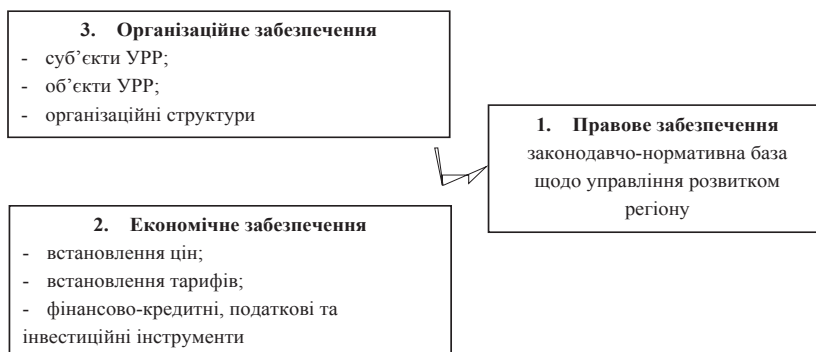 3. Організаційне забезпечення
- суб’єкти УРР;
- об’єкти УРР;
- організаційні структури
1. Правове забезпечення
законодавчо-нормативна база
щодо управління розвитком
регіону
2. Економічне забезпечення
- встановлення цін;
- встановлення тарифів;
- фінансово-кредитні, податкові та
інвестиційні інструменти